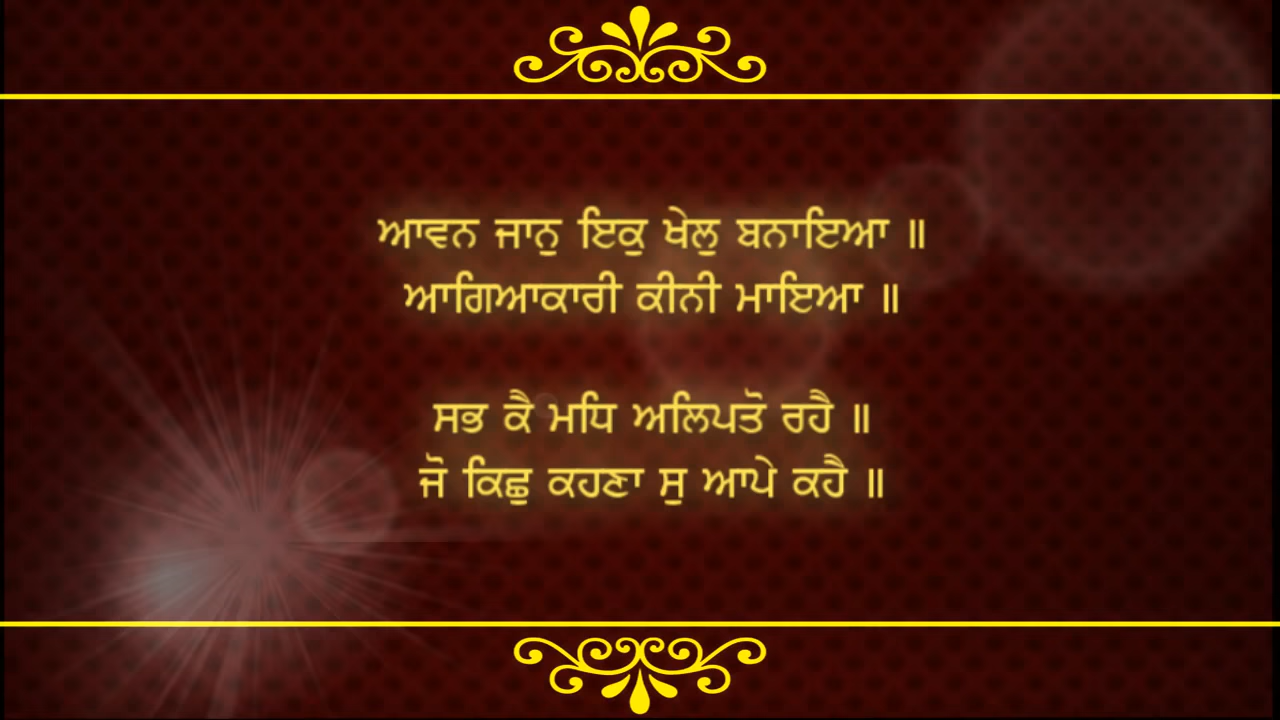 ਆਵਨ ਜਾਨੁ ਇਕੁ ਖੇਲੁ ਬਨਾਇਆ ॥
ਆਗਿਆਕਾਰੀ ਕੀਨੀ ਮਾਇਆ ॥
ਸਭ ਕੈ ਮਧਿ ਅਲਿਪਤੋ ਰਹੈ ॥
ਜੋ ਕਿਛੁ ਕਹਣਾ ਸੁ ਆਪੇ ਕਹੈ ॥